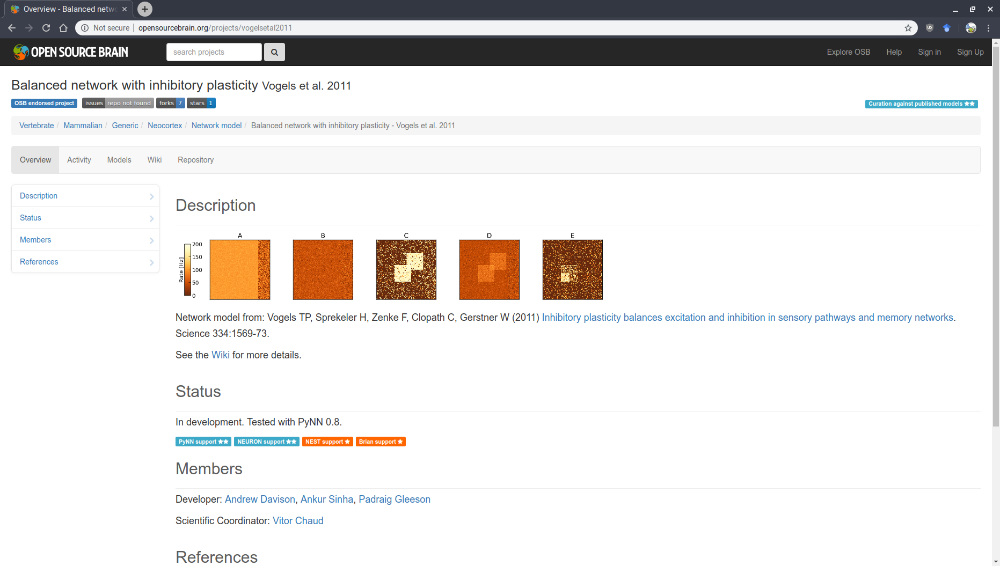 Overview - Balanced netwo
Not secure opensourcebrain.org/projects/vogelsetal2011
OPEN SOURCE BRAIN search projects Explore OSB Help Sign in Sign Up
Balanced network with inhibitory plasticity Vogels et al. 2011
OSB endorsed project issues repo not found forks 7 stars 1 Curation against published models
Vertebrate / Mammalian / Generic / Neocortex / Network model / Balanced network with inhibitory plasticity - Vogels et al. 2011
Overview Activity Models Wiki Repository
Description
Status
Members
References
Description
A B C D E
Rate [Hz]
200
150
100
50
0
Network model from: Vogels TP, Sprekeler H, Zenke F, Clopath C, Gerstner W (2011) Inhibitory plasticity balances excitation and inhibition in sensory pathways and memory networks.
Science 334:1569-73.
See the Wiki for more details.
Status
In development. Tested with PyNN 0.8.
PyNN support NEURON support NEST support Brian support
Members
Developer: Andrew Davison, Ankur Sinha, Padraig Gleeson
Scientific Coordinator: Vitor Chaud
References